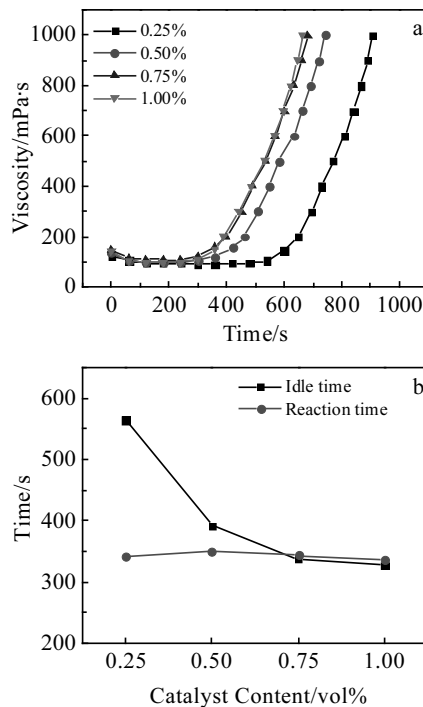 a
0.25%
0.50%
0.75%
1.00%
1000
800
600
400
200
0
Viscosity/mPa·s
0 200 400 600 800 1000
Time/s
b
Idle time
Reaction time
600
500
400
300
200
Time/s
0.25 0.50 0.75 1.00
Catalyst Content/vol%